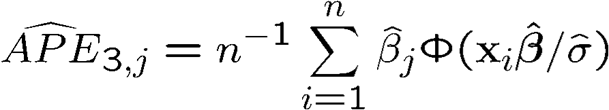 $\widehat{APE}_{3,j} = n^{-1} \sum_{i=1}^{n} \hat{\beta}_j \Phi(\mathbf{x}_i \hat{\boldsymbol{\beta}} / \hat{\sigma})$